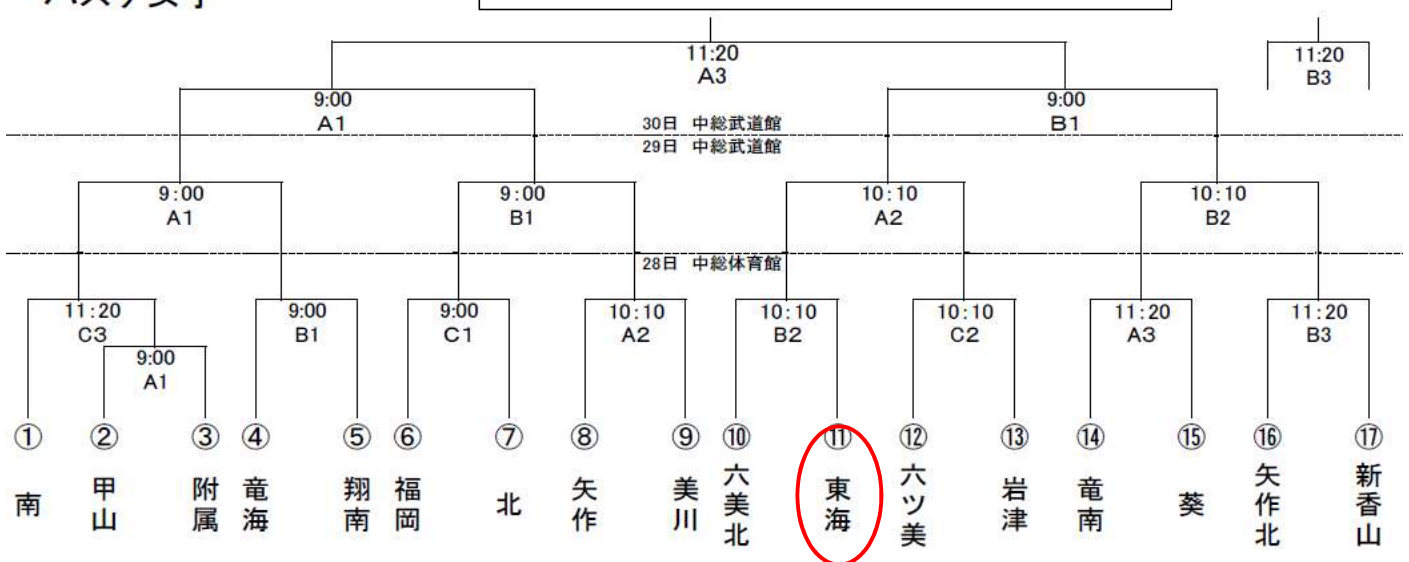 11:20
A3
11:20
B3
9:00
A1
9:00
B1
30日 中総武道館
29日 中総武道館
9:00
A1
9:00
B1
10:10
A2
10:10
B2
28日 中総体育館
11:20
C3
9:00
B1
9:00
C1
10:10
A2
10:10
B2
10:10
C2
11:20
A3
11:20
B3
9:00
A1
① ② ③ ④ ⑤ ⑥ ⑦ ⑧ ⑨ ⑩ ⑪ ⑫ ⑬ ⑭ ⑮ ⑯ ⑰
南
甲山
附属
竜海
翔南
福岡
北
矢作
美川
六美北
東海
六ツ美
岩津
竜南
葵
矢作北
新香山